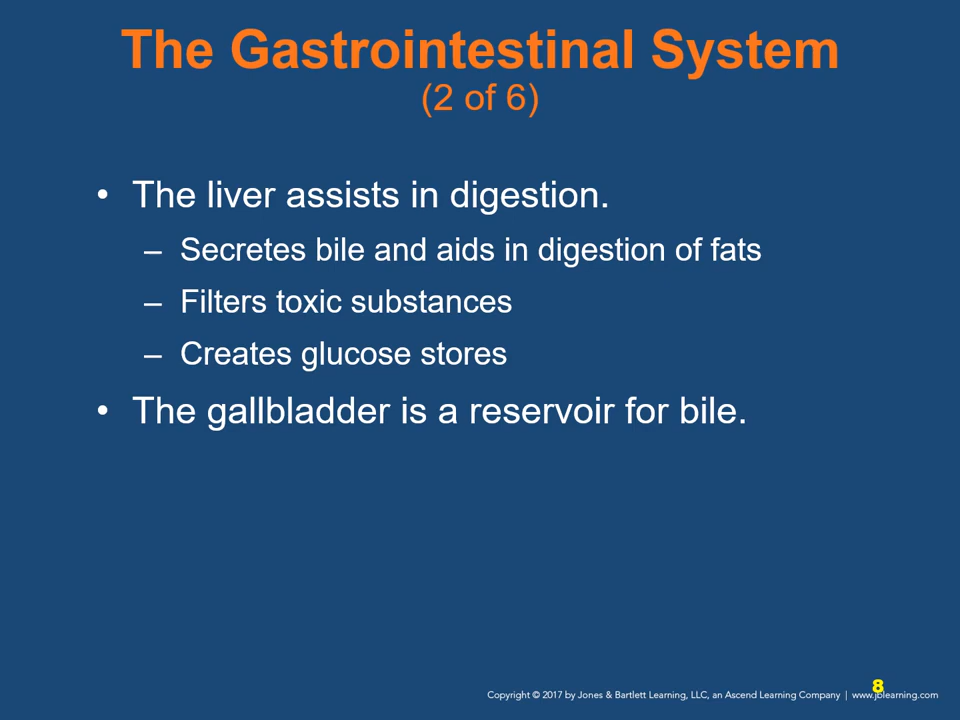 The Gastrointestinal System
(2 of 6)
• The liver assists in digestion.
– Secretes bile and aids in digestion of fats
– Filters toxic substances
– Creates glucose stores
• The gallbladder is a reservoir for bile.
8
Copyright © 2017 by Jones & Bartlett Learning, LLC, an Ascend Learning Company | www.jblearning.com